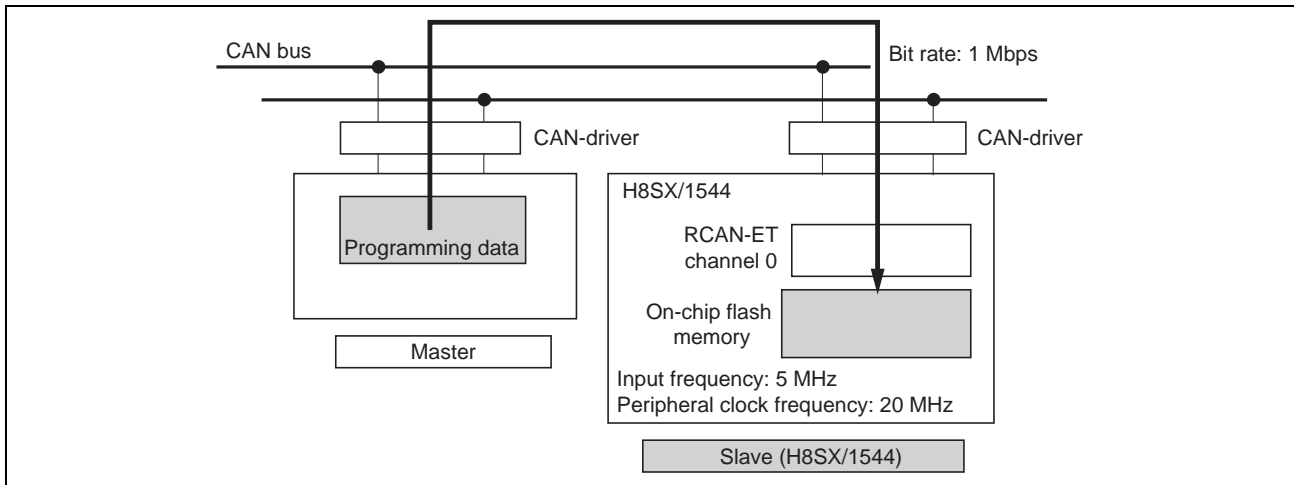 CAN bus
Bit rate: 1 Mbps
CAN-driver
CAN-driver
H8SX/1544
Programming data
RCAN-ET
channel 0
On-chip flash
memory
Master
Input frequency: 5 MHz
Peripheral clock frequency: 20 MHz
Slave (H8SX/1544)